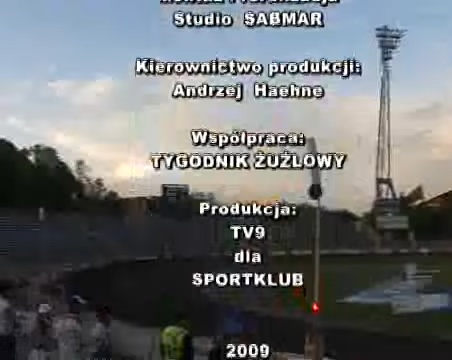 Studio SABMAR
Kierownictwo produkcji:
Andrzej Haehne
Współpraca:
TYGODNIK ŻUŻLOWY
Produkcja:
TV9
dla
SPORTKLUB
2009